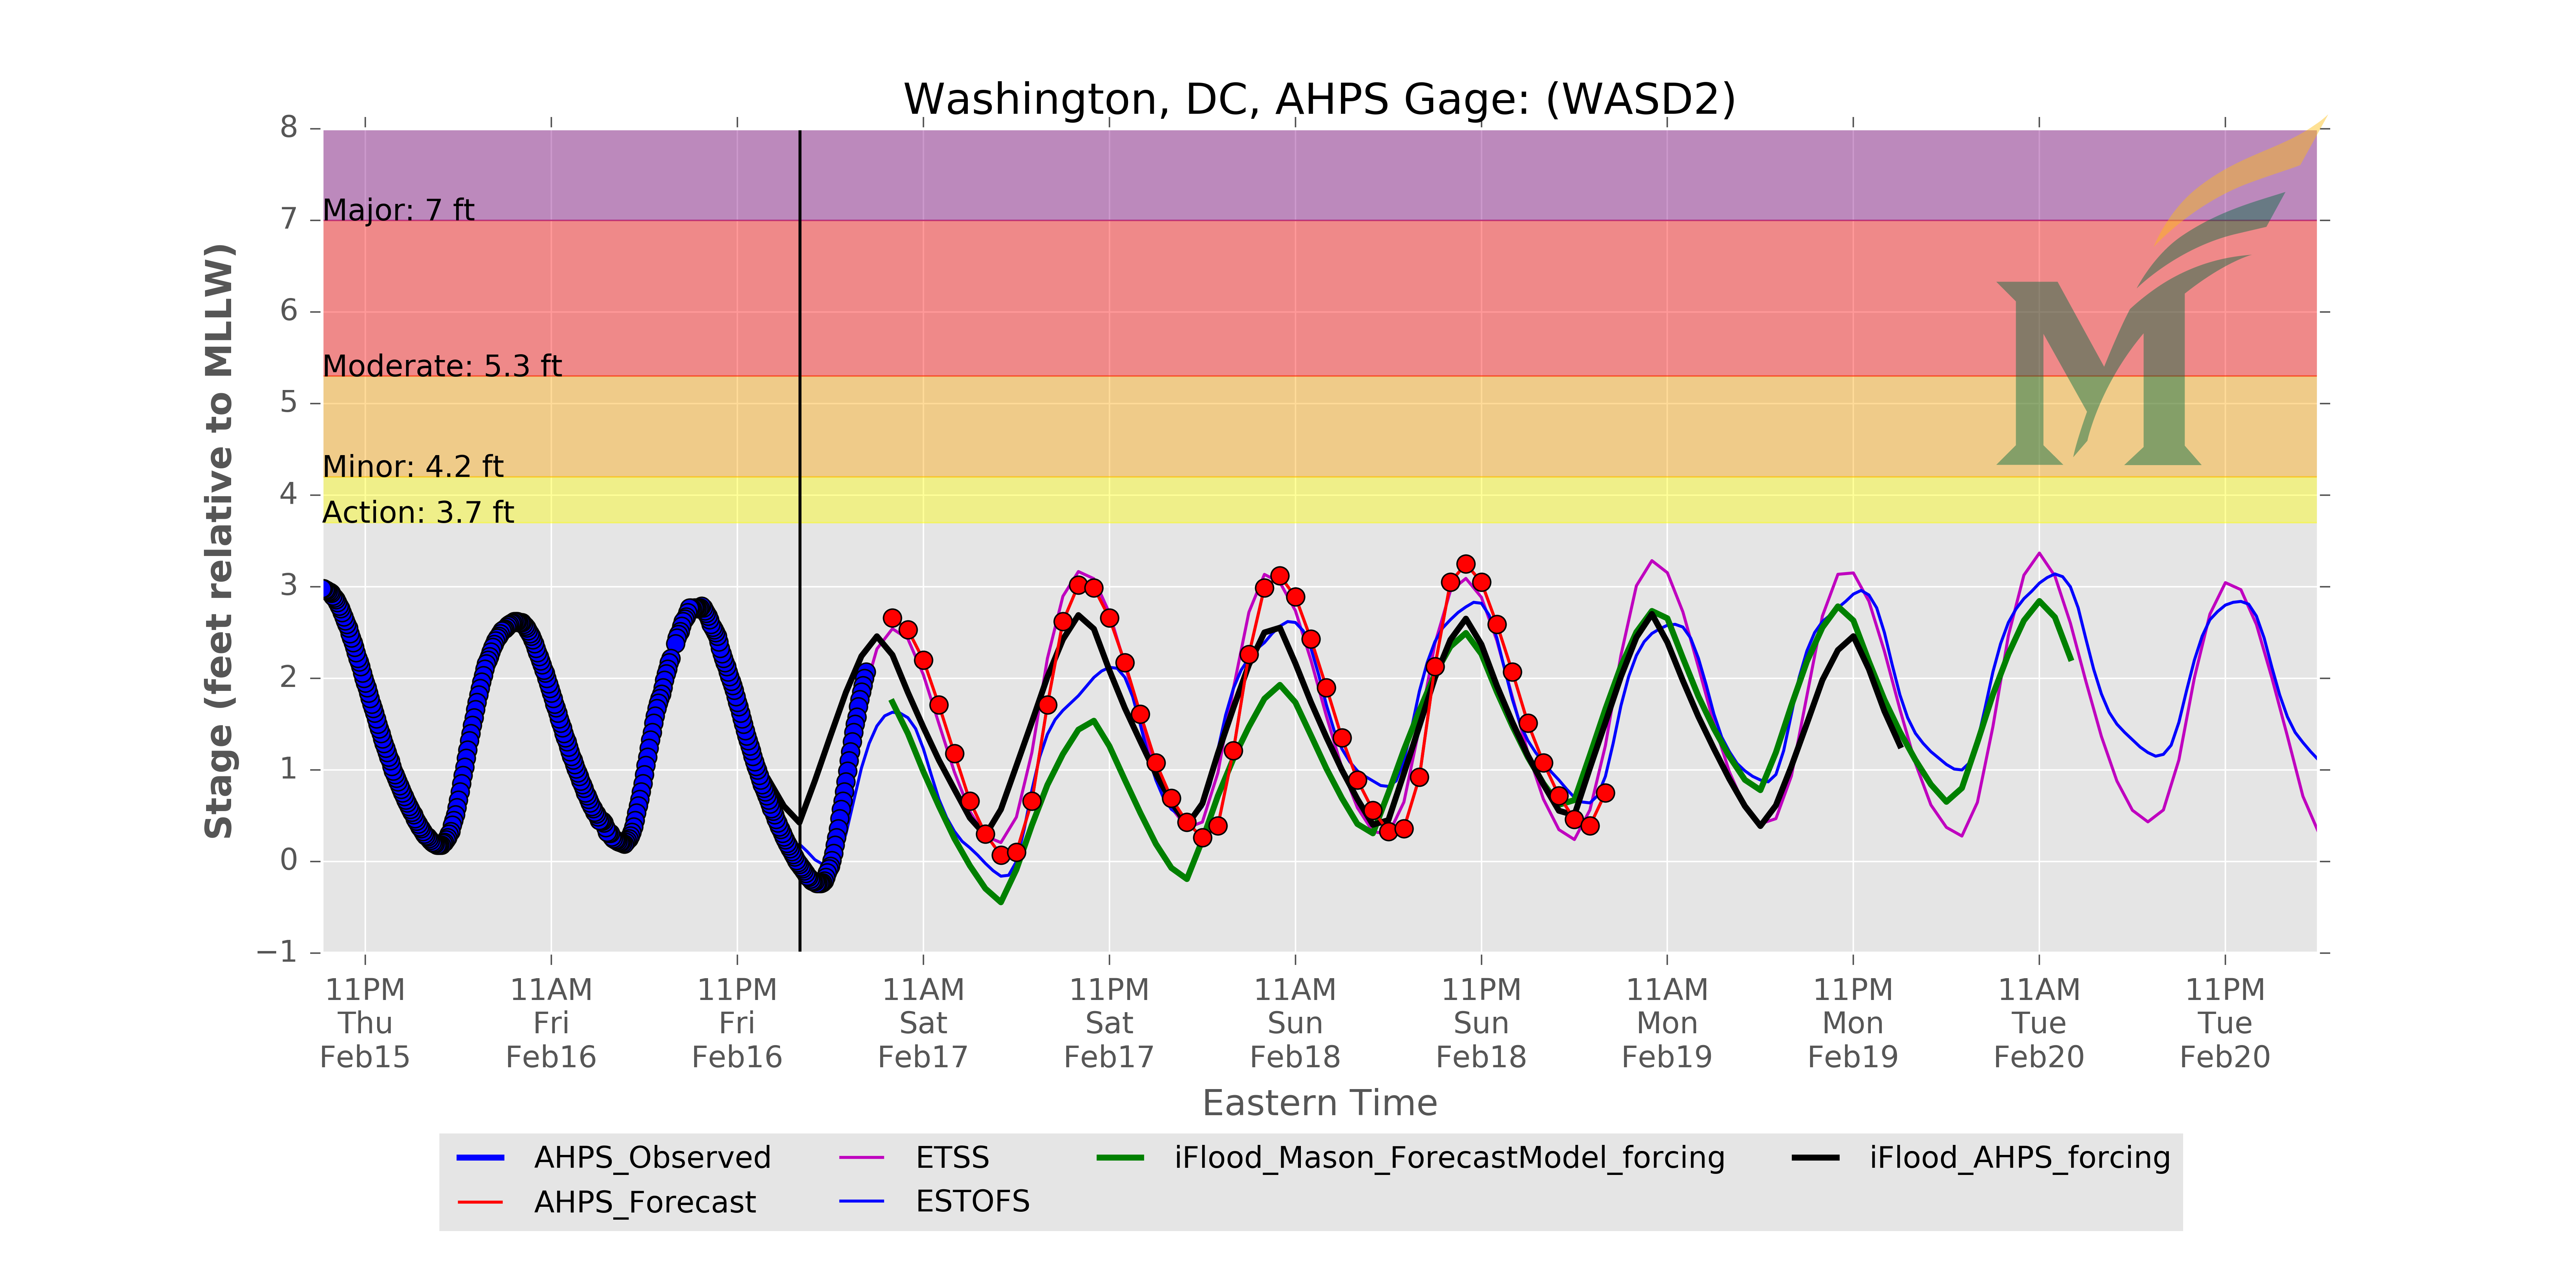 Washington, DC, AHPS Gage: (WASD2)
Stage (feet relative to MLLW)
8
7
6
5
4
3
2
1
0
−1
Major: 7 ft
Moderate: 5.3 ft
Minor: 4.2 ft
Action: 3.7 ft
M
11PM 11AM 11PM 11AM 11PM 11AM 11PM 11AM 11PM 11AM 11PM
Thu Fri Fri Sat Sat Sun Sun Mon Mon Tue Tue
Feb15 Feb16 Feb16 Feb17 Feb17 Feb18 Feb18 Feb19 Feb19 Feb20 Feb20
Eastern Time
AHPS_Observed ETSS iFlood_Mason_ForecastModel_forcing iFlood_AHPS_forcing
AHPS_Forecast ESTOFS